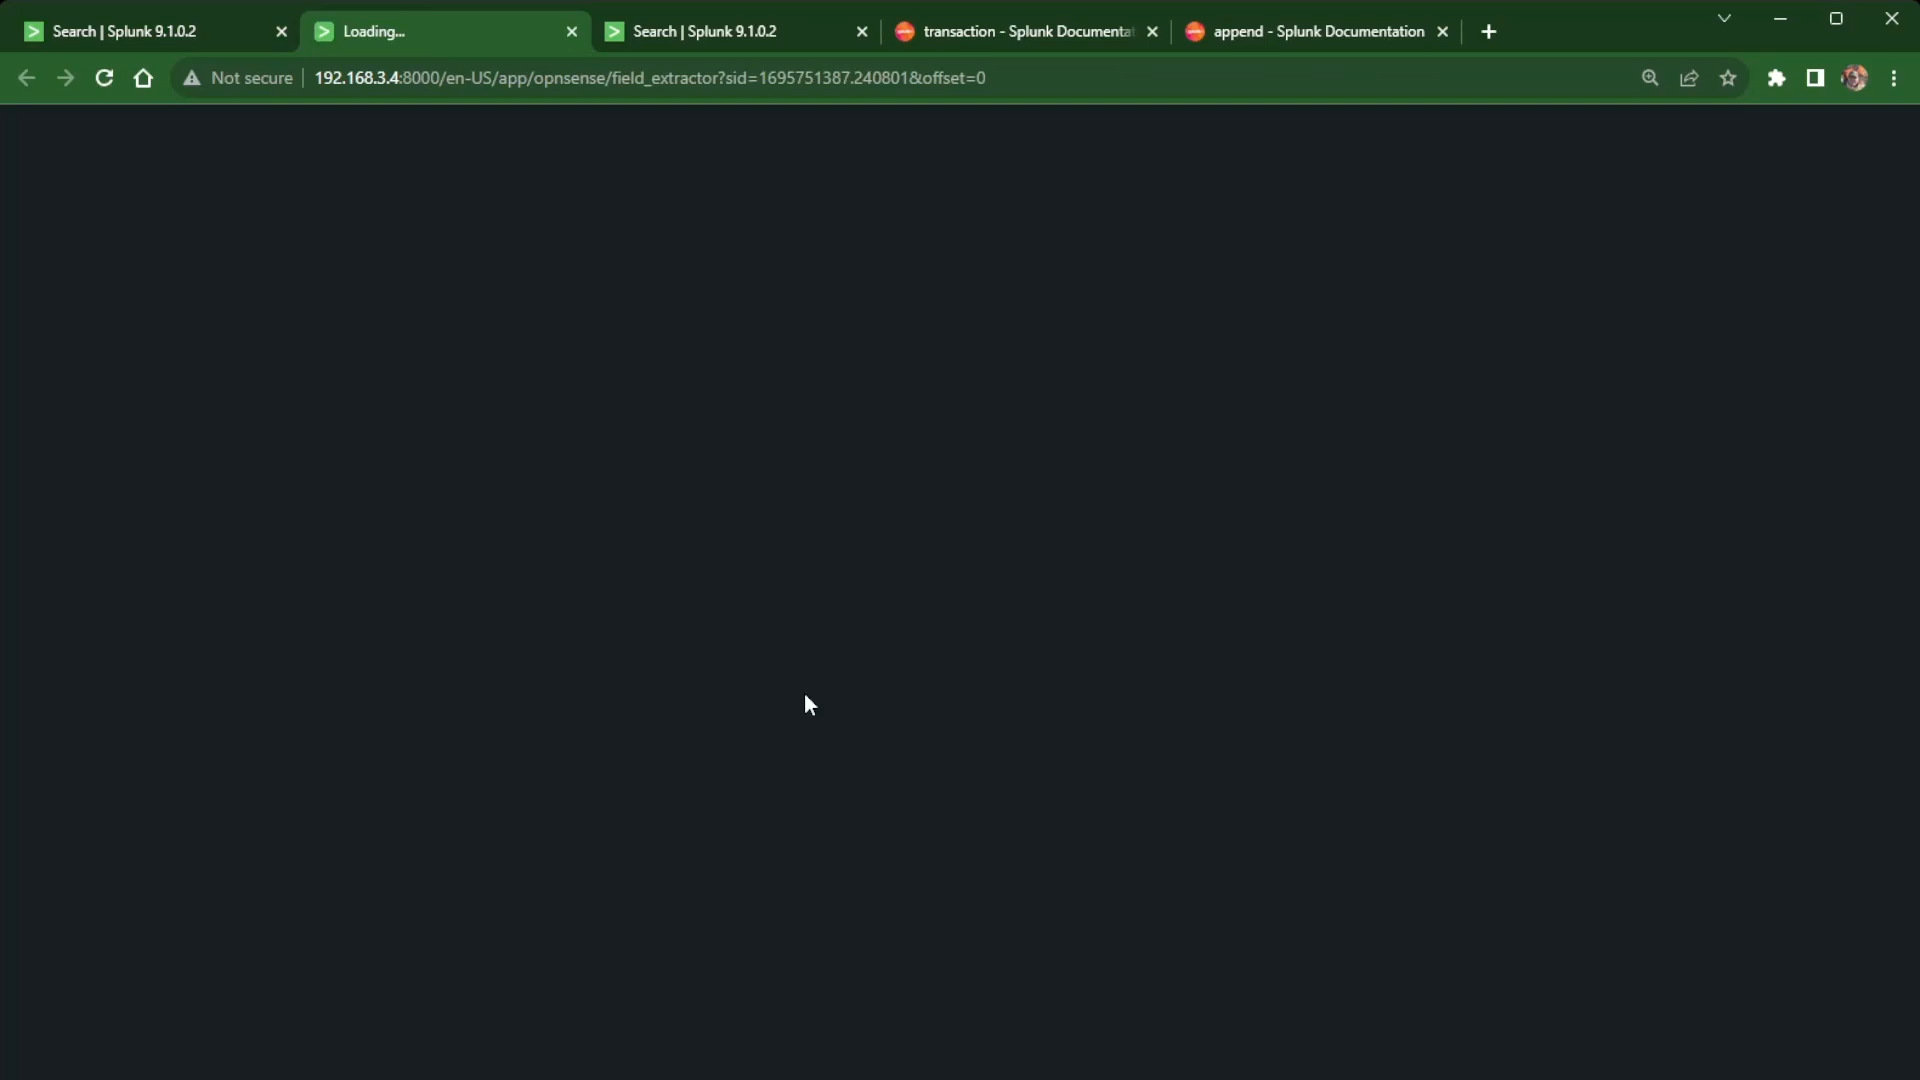 Search | Splunk 9.1.0.2
Loading...
Search | Splunk 9.1.0.2
transaction - Splunk Documenta
append - Splunk Documentation
Not secure
192.168.3.4:8000/en-US/app/opnsense/field_extractor?sid=1695751387.240801&offset=0